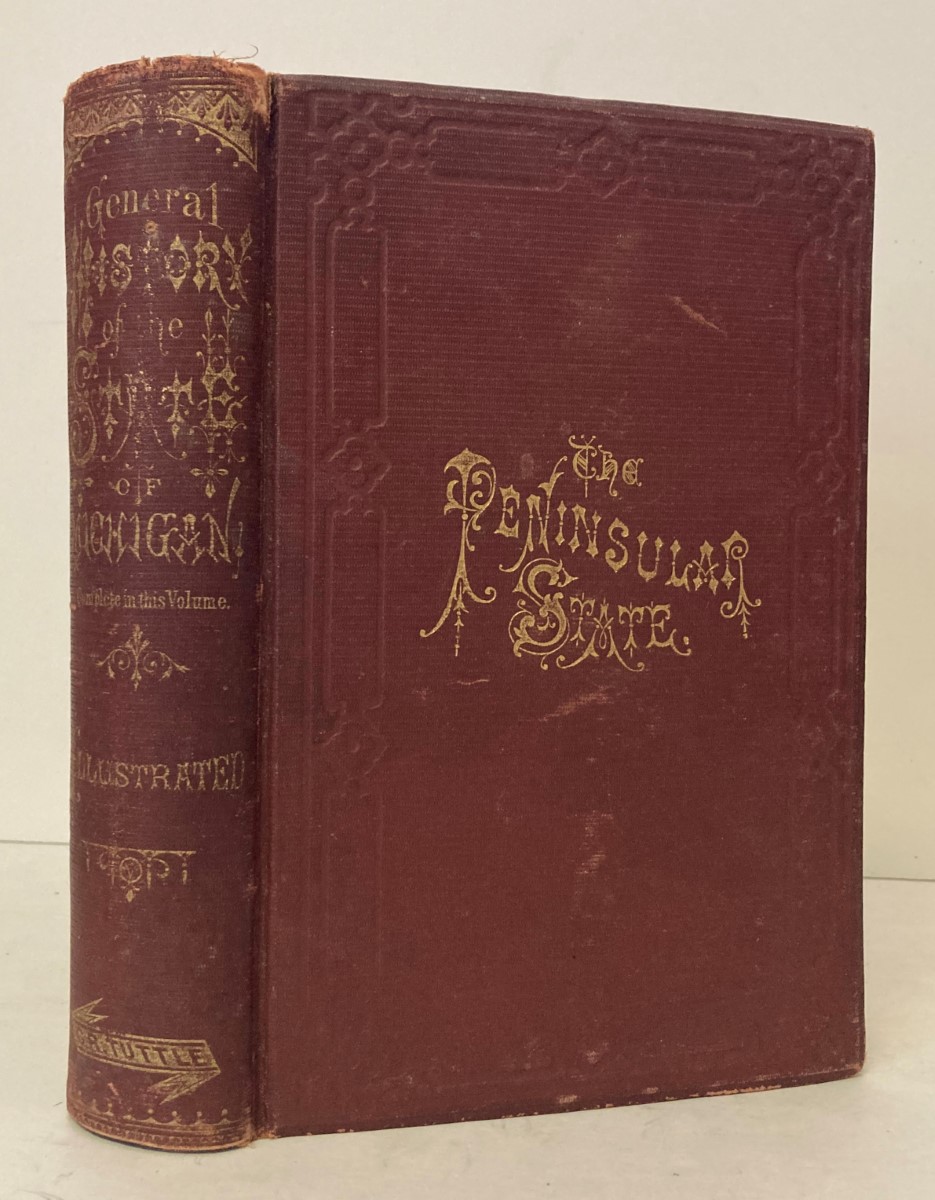 General
History
of the
State
OF
MICHIGAN,
Complete in this Volume.
ILLUSTRATED
R. TUTTLE
The
PENINSULAR
STATE.